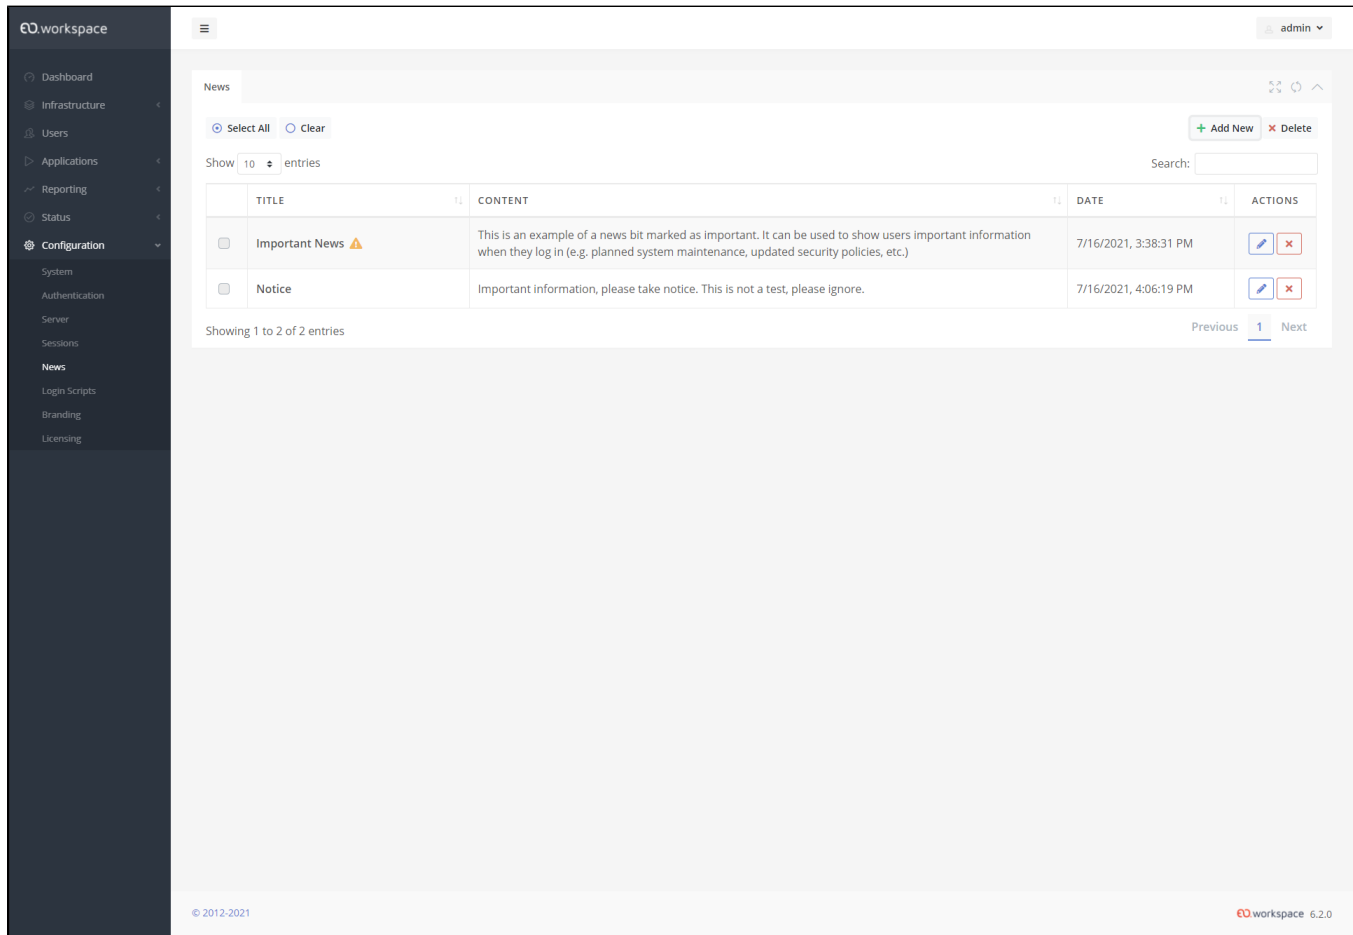 EO.workspace
admin
Dashboard
Infrastructure
Users
Applications
Reporting
Status
Configuration
System
Authentication
Server
Sessions
News
Login Scripts
Branding
Licensing
News
Select All Clear
+ Add New × Delete
Show 10 entries
Search:
TITLE CONTENT DATE ACTIONS
Important News This is an example of a news bit marked as important. It can be used to show users important information
when they log in (e.g. planned system maintenance, updated security policies, etc.) 7/16/2021, 3:38:31 PM
Notice Important information, please take notice. This is not a test, please ignore. 7/16/2021, 4:06:19 PM
Showing 1 to 2 of 2 entries
Previous 1 Next
© 2012-2021
EO.workspace 6.2.0